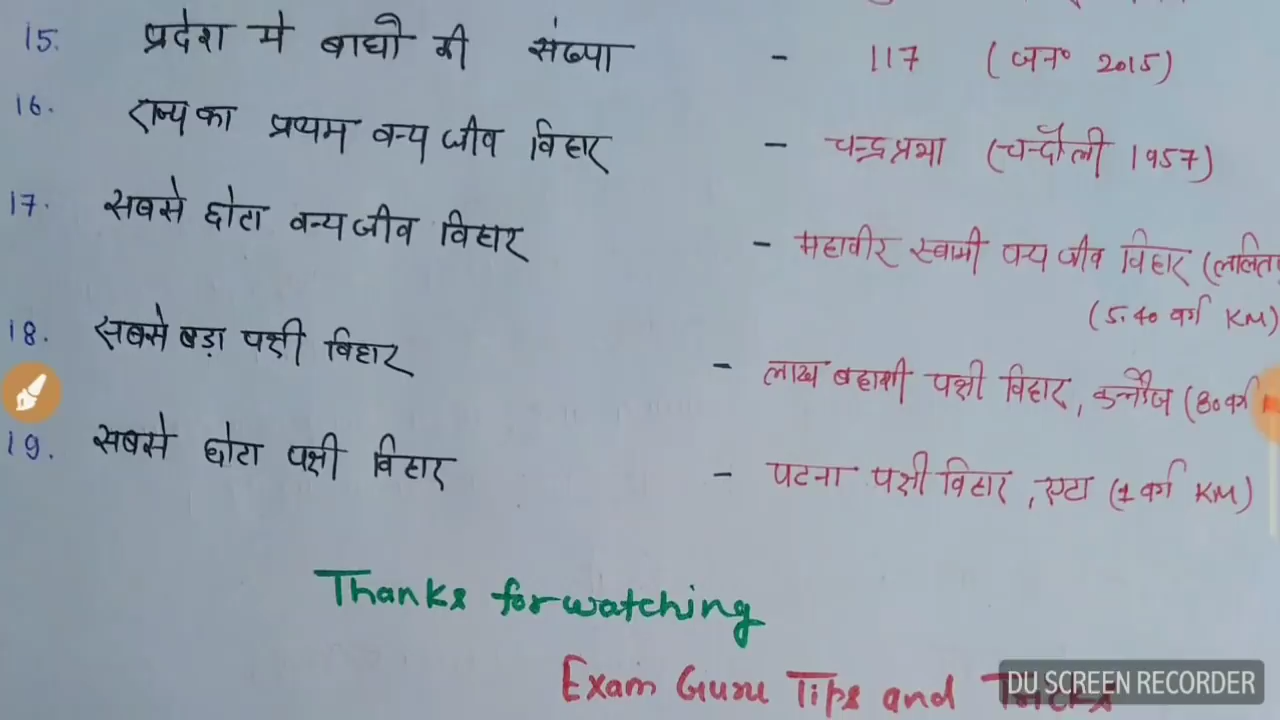 15. प्रदेश मे बाघो की संख्या - 117 (जन० 2015)
16. राज्य का प्रथम वन्य जीव विहार - चन्द्रप्रभा (चन्दौली 1957)
17. सबसे छोटा वन्यजीव विहार - महावीर स्वामी वन्य जीव विहार (ललित
(5.40 वर्ग KM)
18. सबसे बड़ा पक्षी विहार - लाख बहाशी पक्षी विहार, कन्नौज (80 वर्ग
19. सबसे छोटा पक्षी विहार - पटना पक्षी विहार, एटा (1 वर्ग KM)
Thanks for watching
Exam Guru Tips and Tricks
DU SCREEN RECORDER